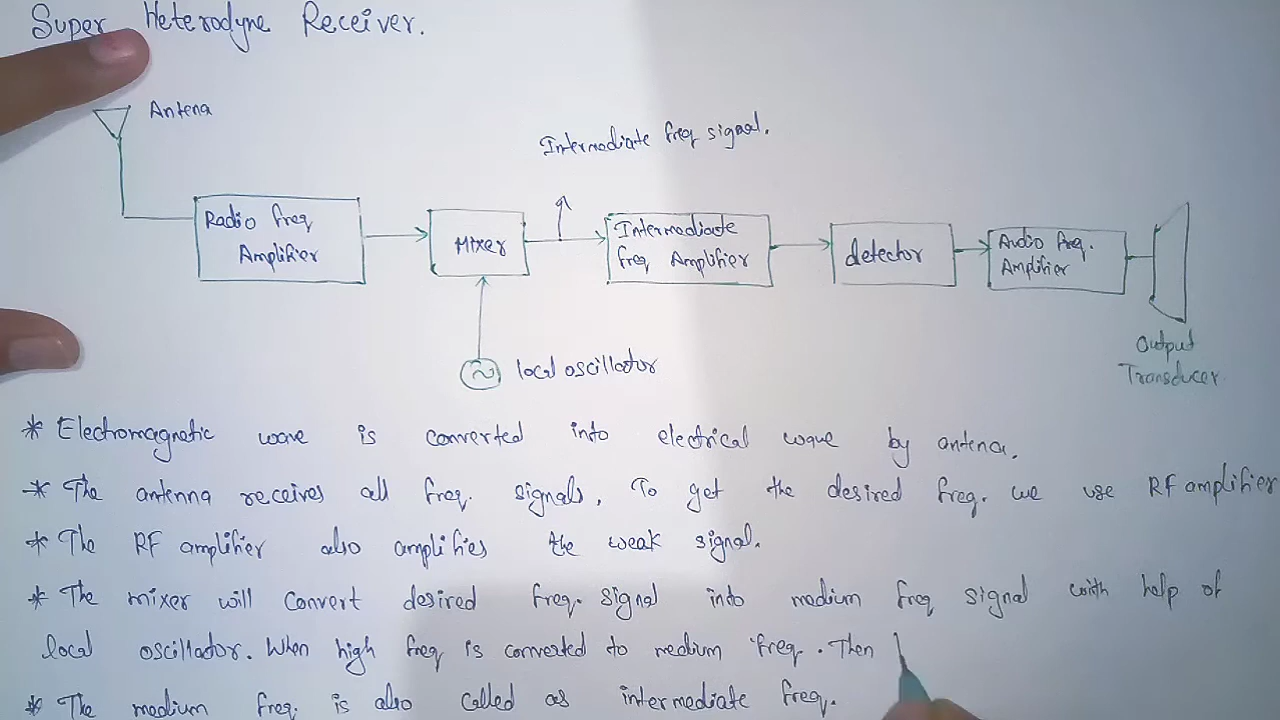 Super Heterodyne Receiver.
Antena
Intermediate freq signal.
Radio freq
Amplifier
Mixer
Intermediate
freq Amplifier
detector
Audio freq.
Amplifier
local oscillator
Output
Transducer
* Electromagnetic wave is converted into electrical wave by antena.
* The antenna receives all freq. signals. To get the desired freq. we use RF amplifier
* The RF amplifier also amplifies the weak signal.
* The mixer will convert desired freq. signal into medium freq signal with help of
local oscillator. When high freq is converted to medium freq. Then
* The medium freq. is also called as intermediate freq.